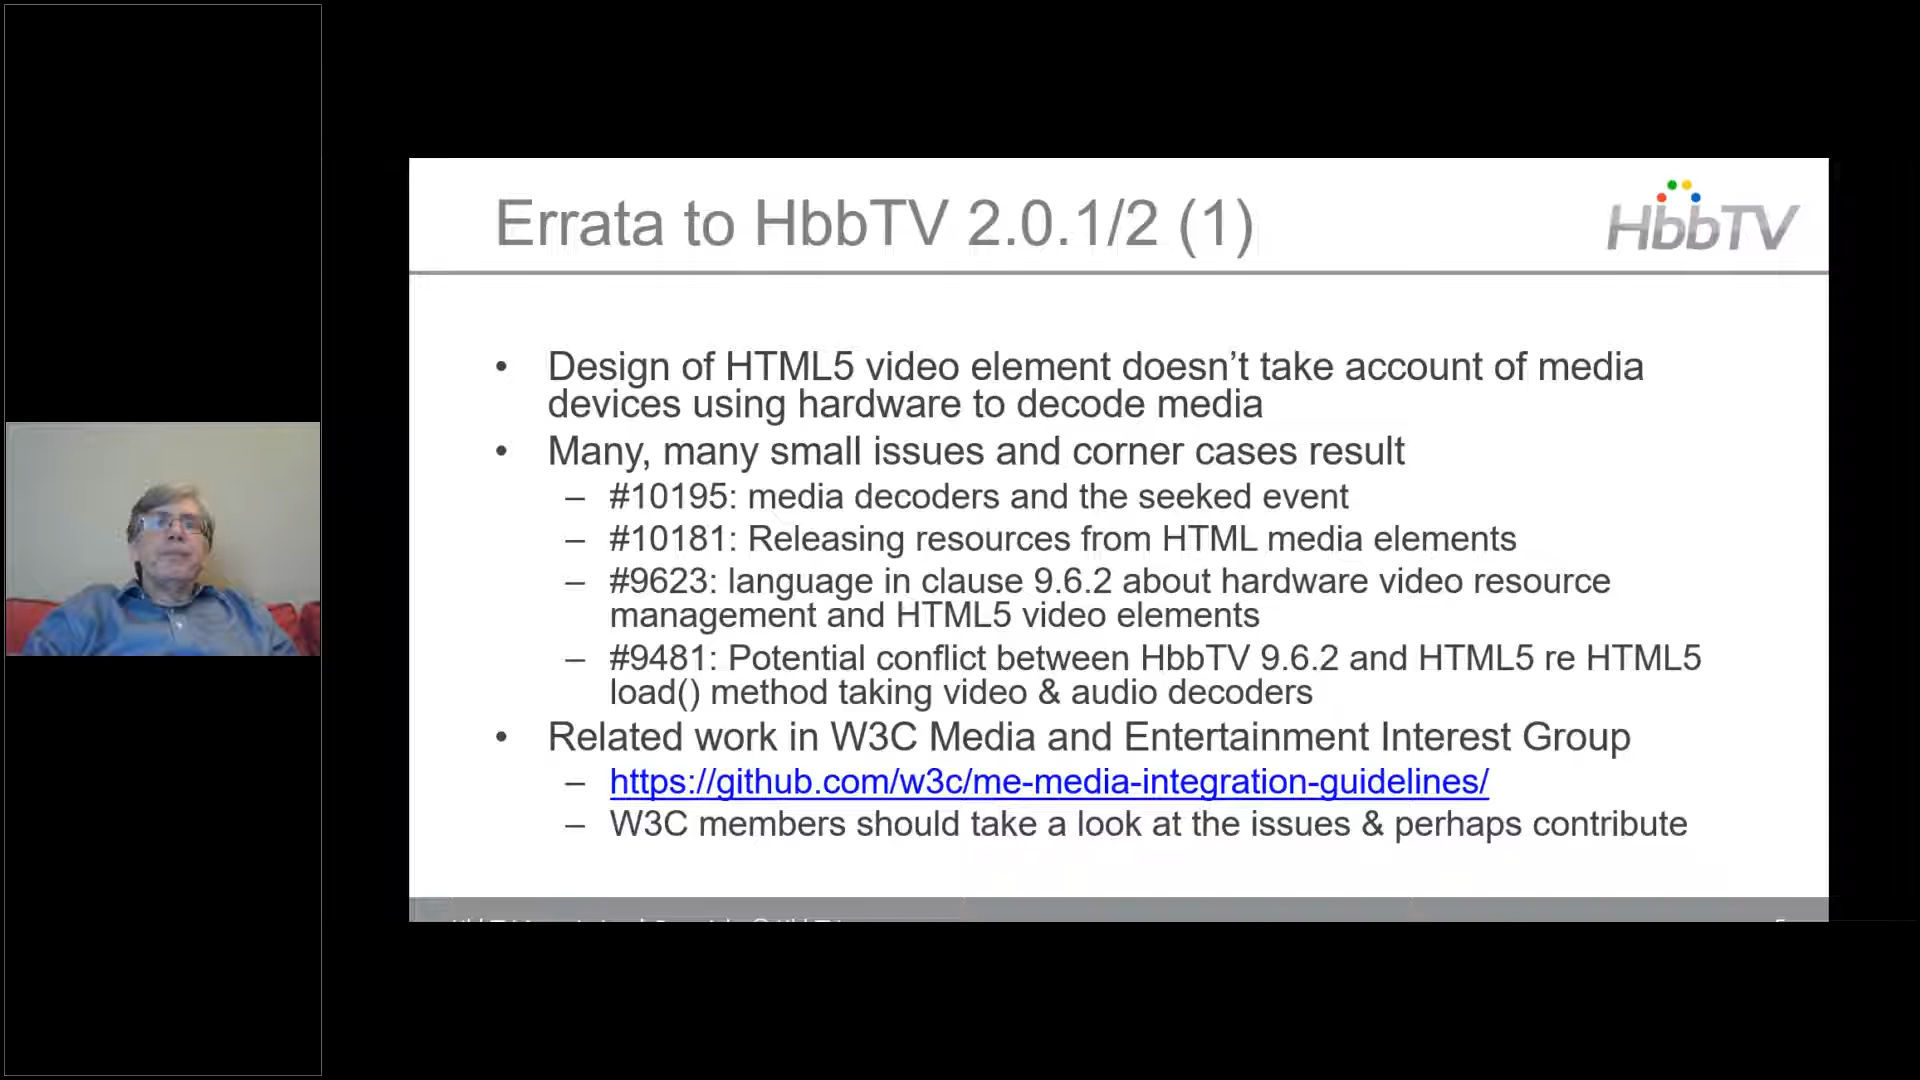 Errata to HbbTV 2.0.1/2 (1)
HbbTV
• Design of HTML5 video element doesn’t take account of media
devices using hardware to decode media
• Many, many small issues and corner cases result
– #10195: media decoders and the seeked event
– #10181: Releasing resources from HTML media elements
– #9623: language in clause 9.6.2 about hardware video resource
management and HTML5 video elements
– #9481: Potential conflict between HbbTV 9.6.2 and HTML5 re HTML5
load() method taking video & audio decoders
• Related work in W3C Media and Entertainment Interest Group
– https://github.com/w3c/me-media-integration-guidelines/
– W3C members should take a look at the issues & perhaps contribute